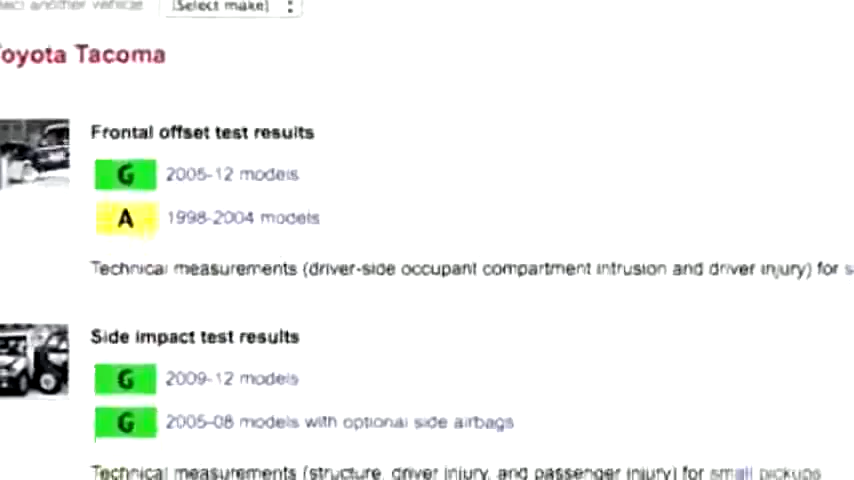 another vehicle [Select make]
Toyota Tacoma
Frontal offset test results
G 2005-12 models
A 1998-2004 models
Technical measurements (driver-side occupant compartment intrusion and driver injury) for s
Side impact test results
G 2009-12 models
G 2005-08 models with optional side airbags
Technical measurements (structure, driver injury, and passenger injury) for small pickups